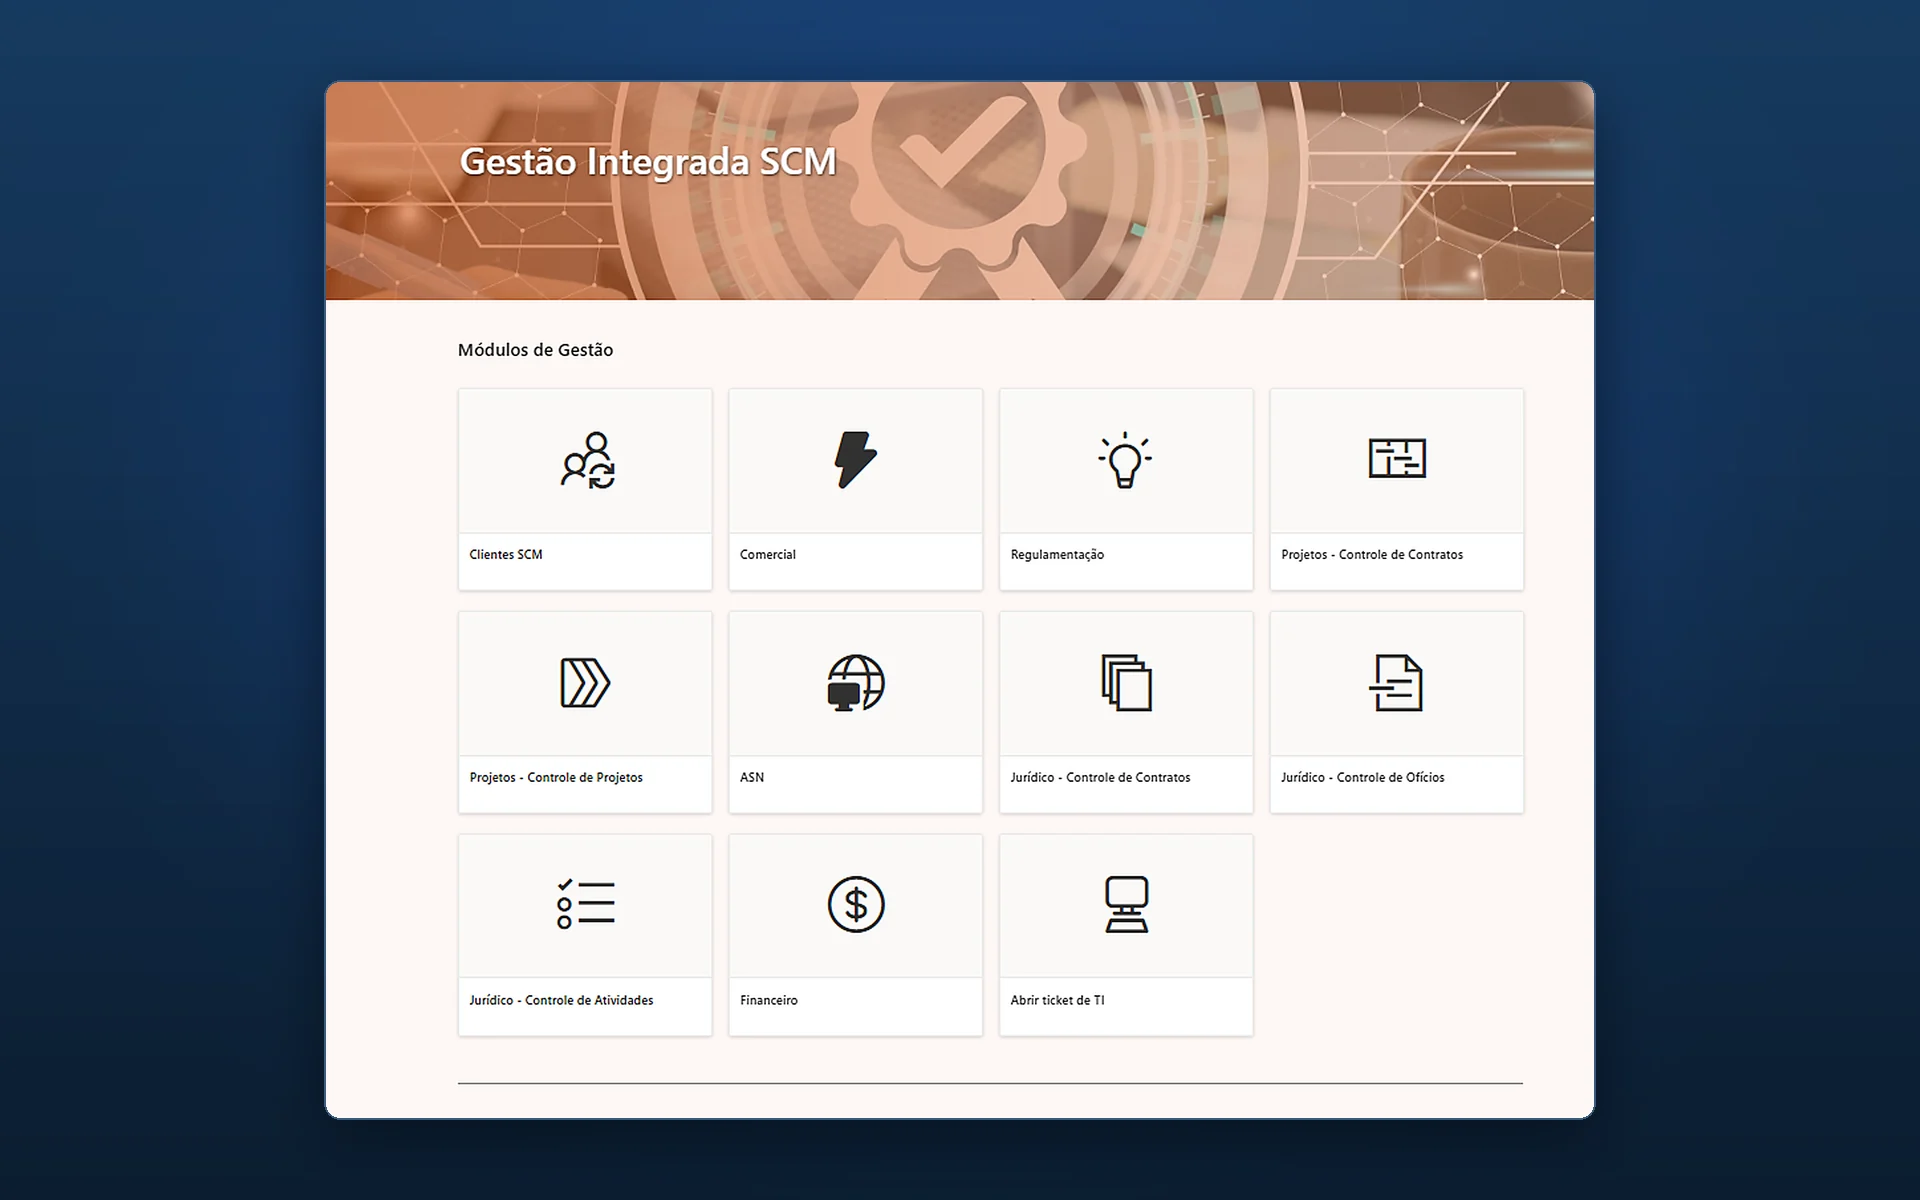 Gestão Integrada SCM
Módulos de Gestão
Clientes SCM
Comercial
Regulamentação
Projetos - Controle de Contratos
Projetos - Controle de Projetos
ASN
Jurídico - Controle de Contratos
Jurídico - Controle de Ofícios
Jurídico - Controle de Atividades
Financeiro
Abrir ticket de TI